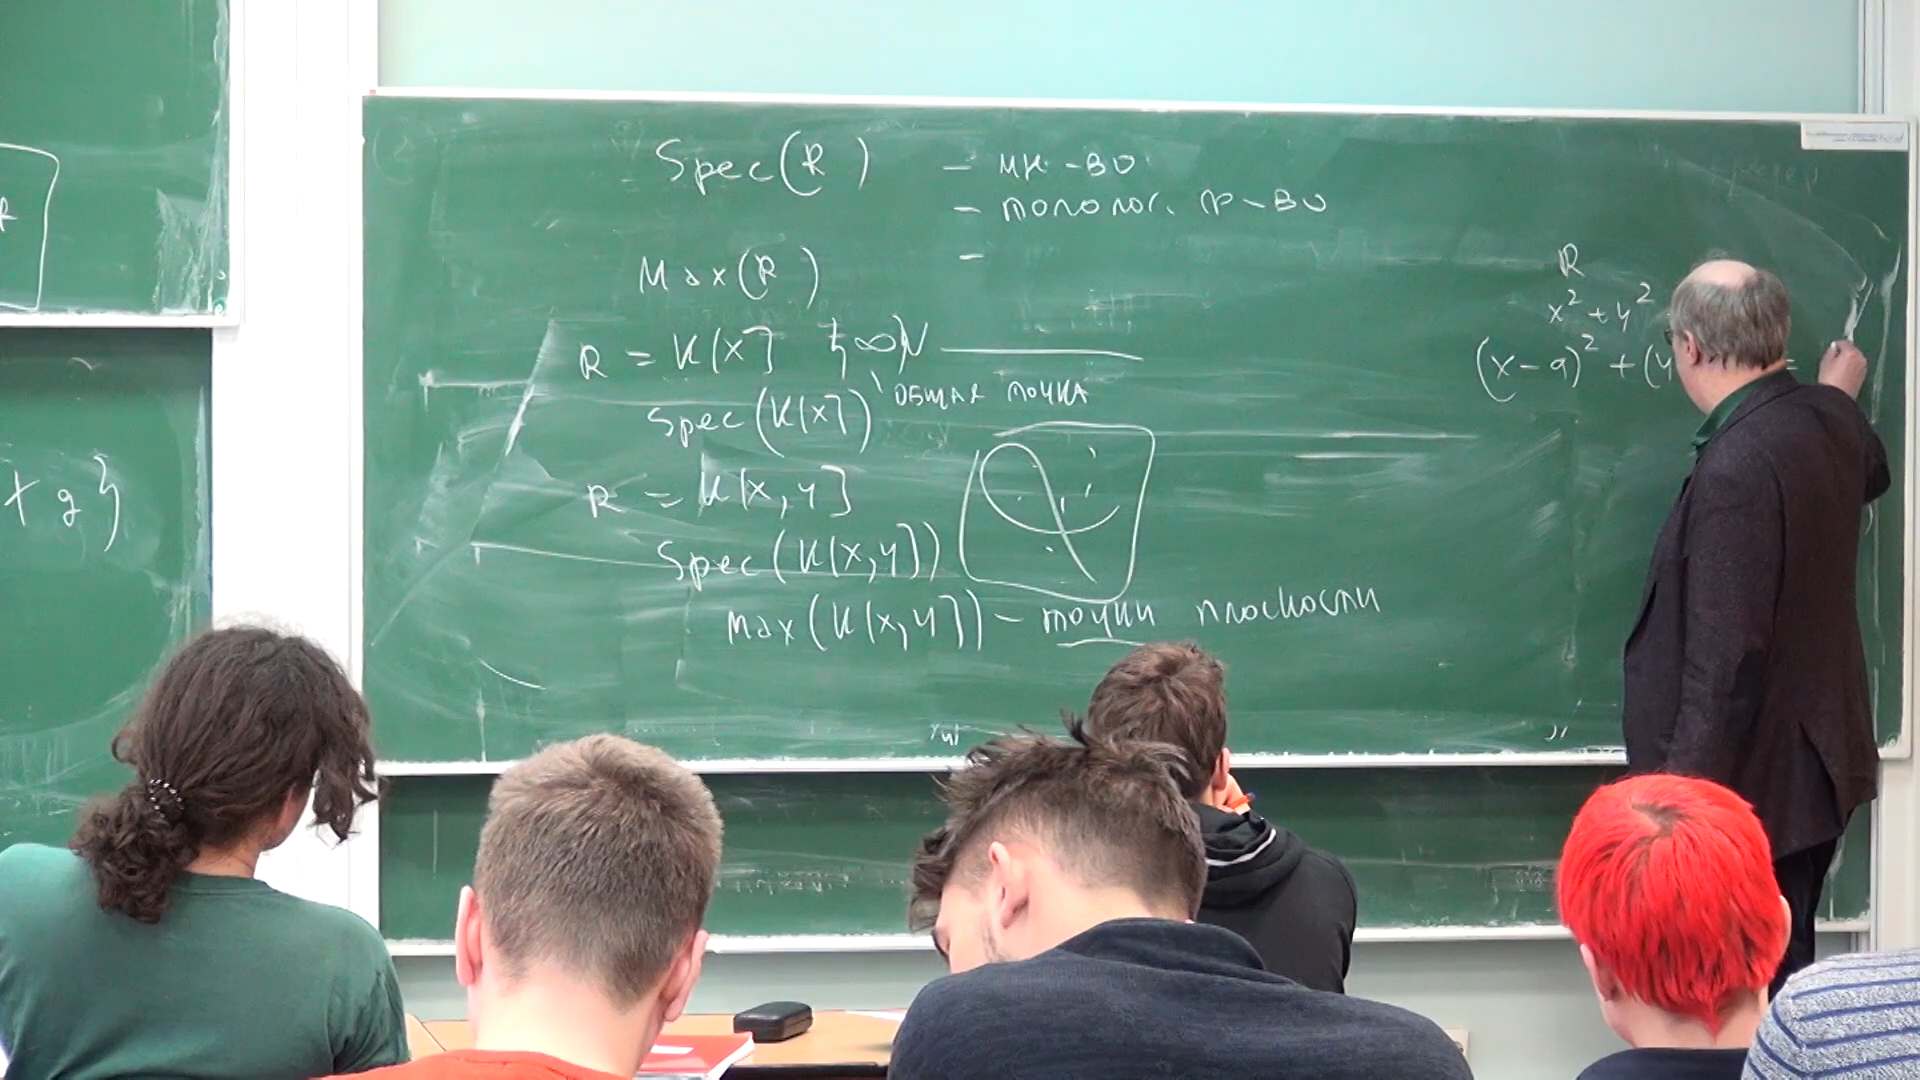 Spec(R) – мн-во
– тополог. пр-во
–
Max(R)
R = K[x]
общая точка
Spec(K[x])
R = K[x,y]
Spec(K[x,y])
Max(K[x,y]) – точки плоскости
R
x² + y²
(x-a)² + (y =
+ g}